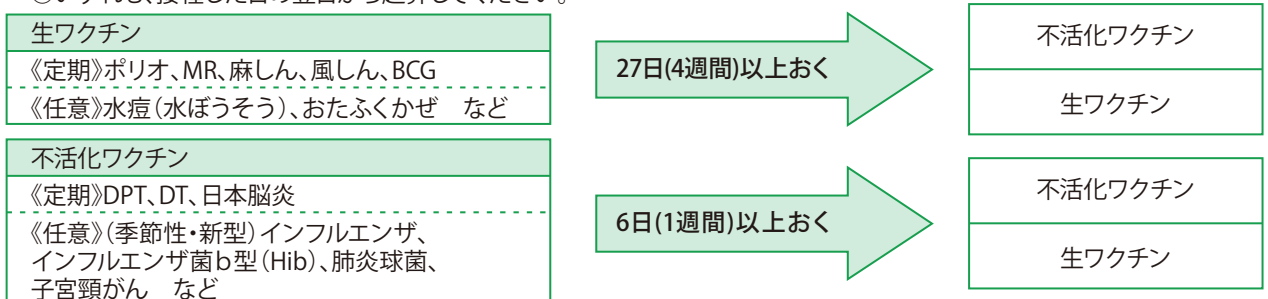 生ワクチン
《定期》ポリオ、MR、麻しん、風しん、BCG
《任意》水痘（水ぼうそう）、おたふくかぜ　など
27日(4週間)以上おく
不活化ワクチン
生ワクチン
不活化ワクチン
《定期》DPT、DT、日本脳炎
《任意》（季節性・新型）インフルエンザ、
インフルエンザ菌b型（Hib）、肺炎球菌、
子宮頸がん　など
6日(1週間)以上おく
不活化ワクチン
生ワクチン